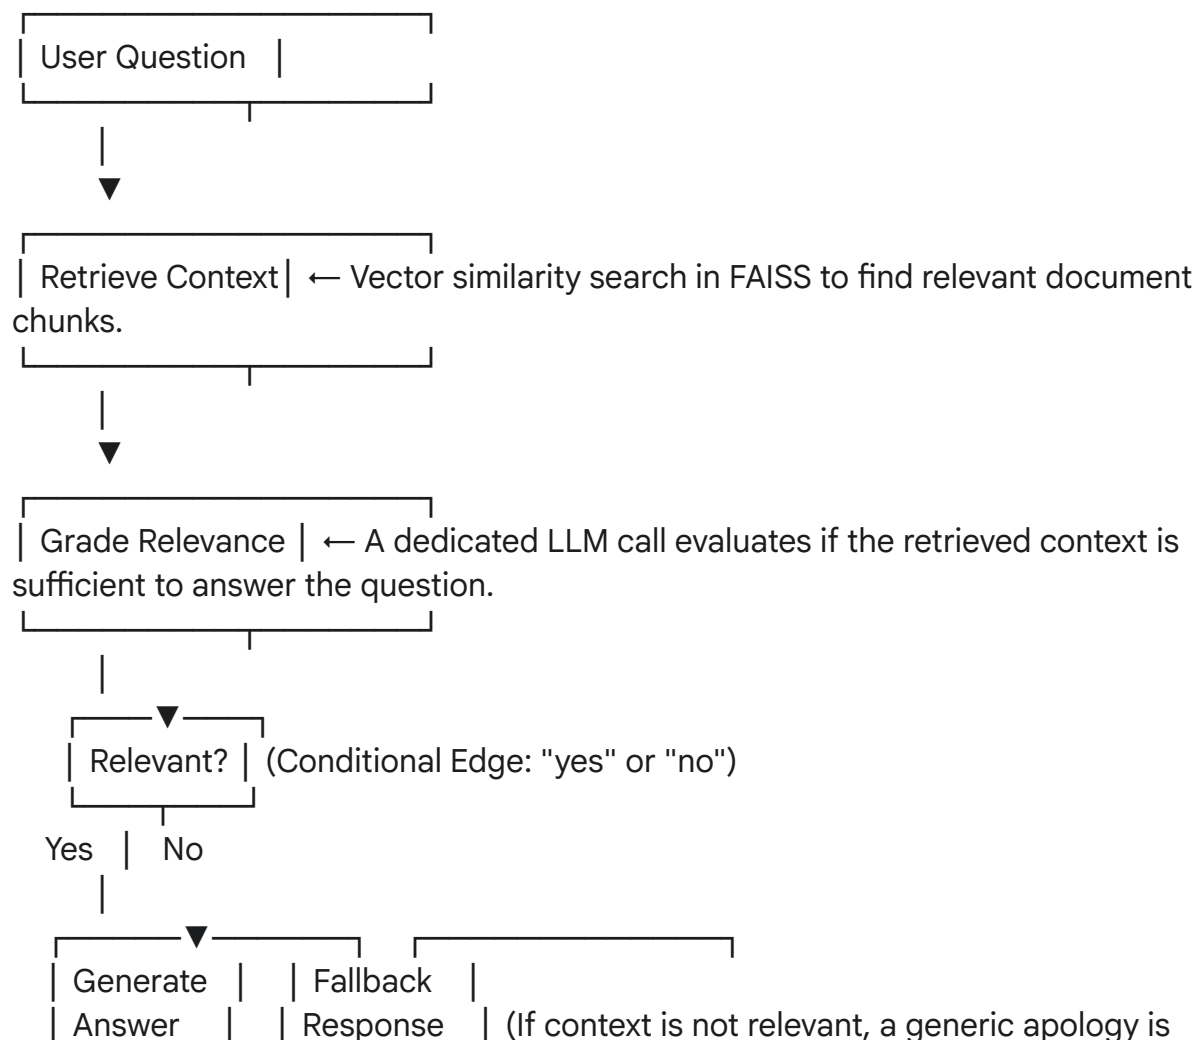 ┌─────────────────┐
│ User Question │
└─────────┬───────┘
│
▼
┌─────────────────┐
│ Retrieve Context│ ← Vector similarity search in FAISS to find relevant document
chunks.
└─────────┬───────┘
│
▼
┌─────────────────┐
│ Grade Relevance │ ← A dedicated LLM call evaluates if the retrieved context is
sufficient to answer the question.
└─────────┬───────┘
│
┌───▼───┐
│ Relevant? │ (Conditional Edge: "yes" or "no")
└───┬───┘
Yes │ No
│
┌─────▼──────┐ ┌─────────────┐
│ Generate │ │ Fallback │
│ Answer │ │ Response │ (If context is not relevant, a generic apology is